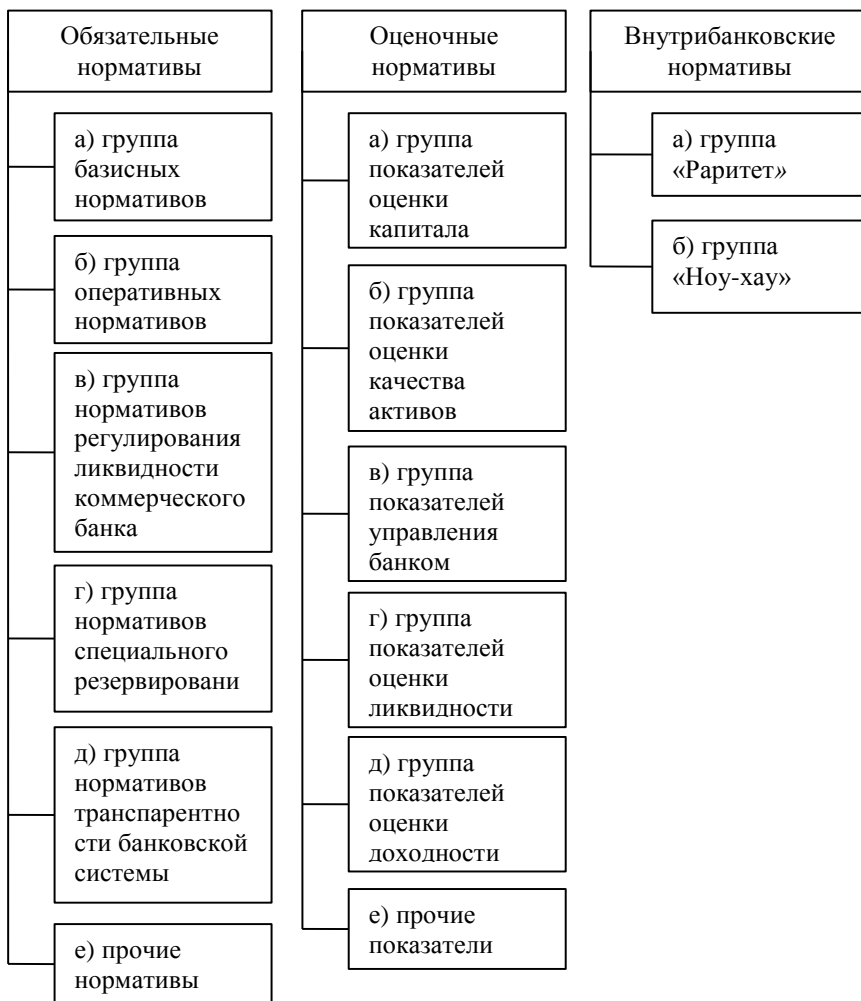 Обязательные
нормативы
а) группа
базисных
нормативов
б) группа
оперативных
нормативов
в) группа
нормативов
регулирования
ликвидности
коммерческого
банка
г) группа
нормативов
специального
резервировани
д) группа
нормативов
транспарентно
сти банковской
системы
е) прочие
нормативы
Оценочные
нормативы
а) группа
показателей
оценки
капитала
б) группа
показателей
оценки
качества
активов
в) группа
показателей
управления
банком
г) группа
показателей
оценки
ликвидности
д) группа
показателей
оценки
доходности
е) прочие
показатели
Внутрибанковские
нормативы
а) группа
«Раритет»
б) группа
«Ноу-хау»